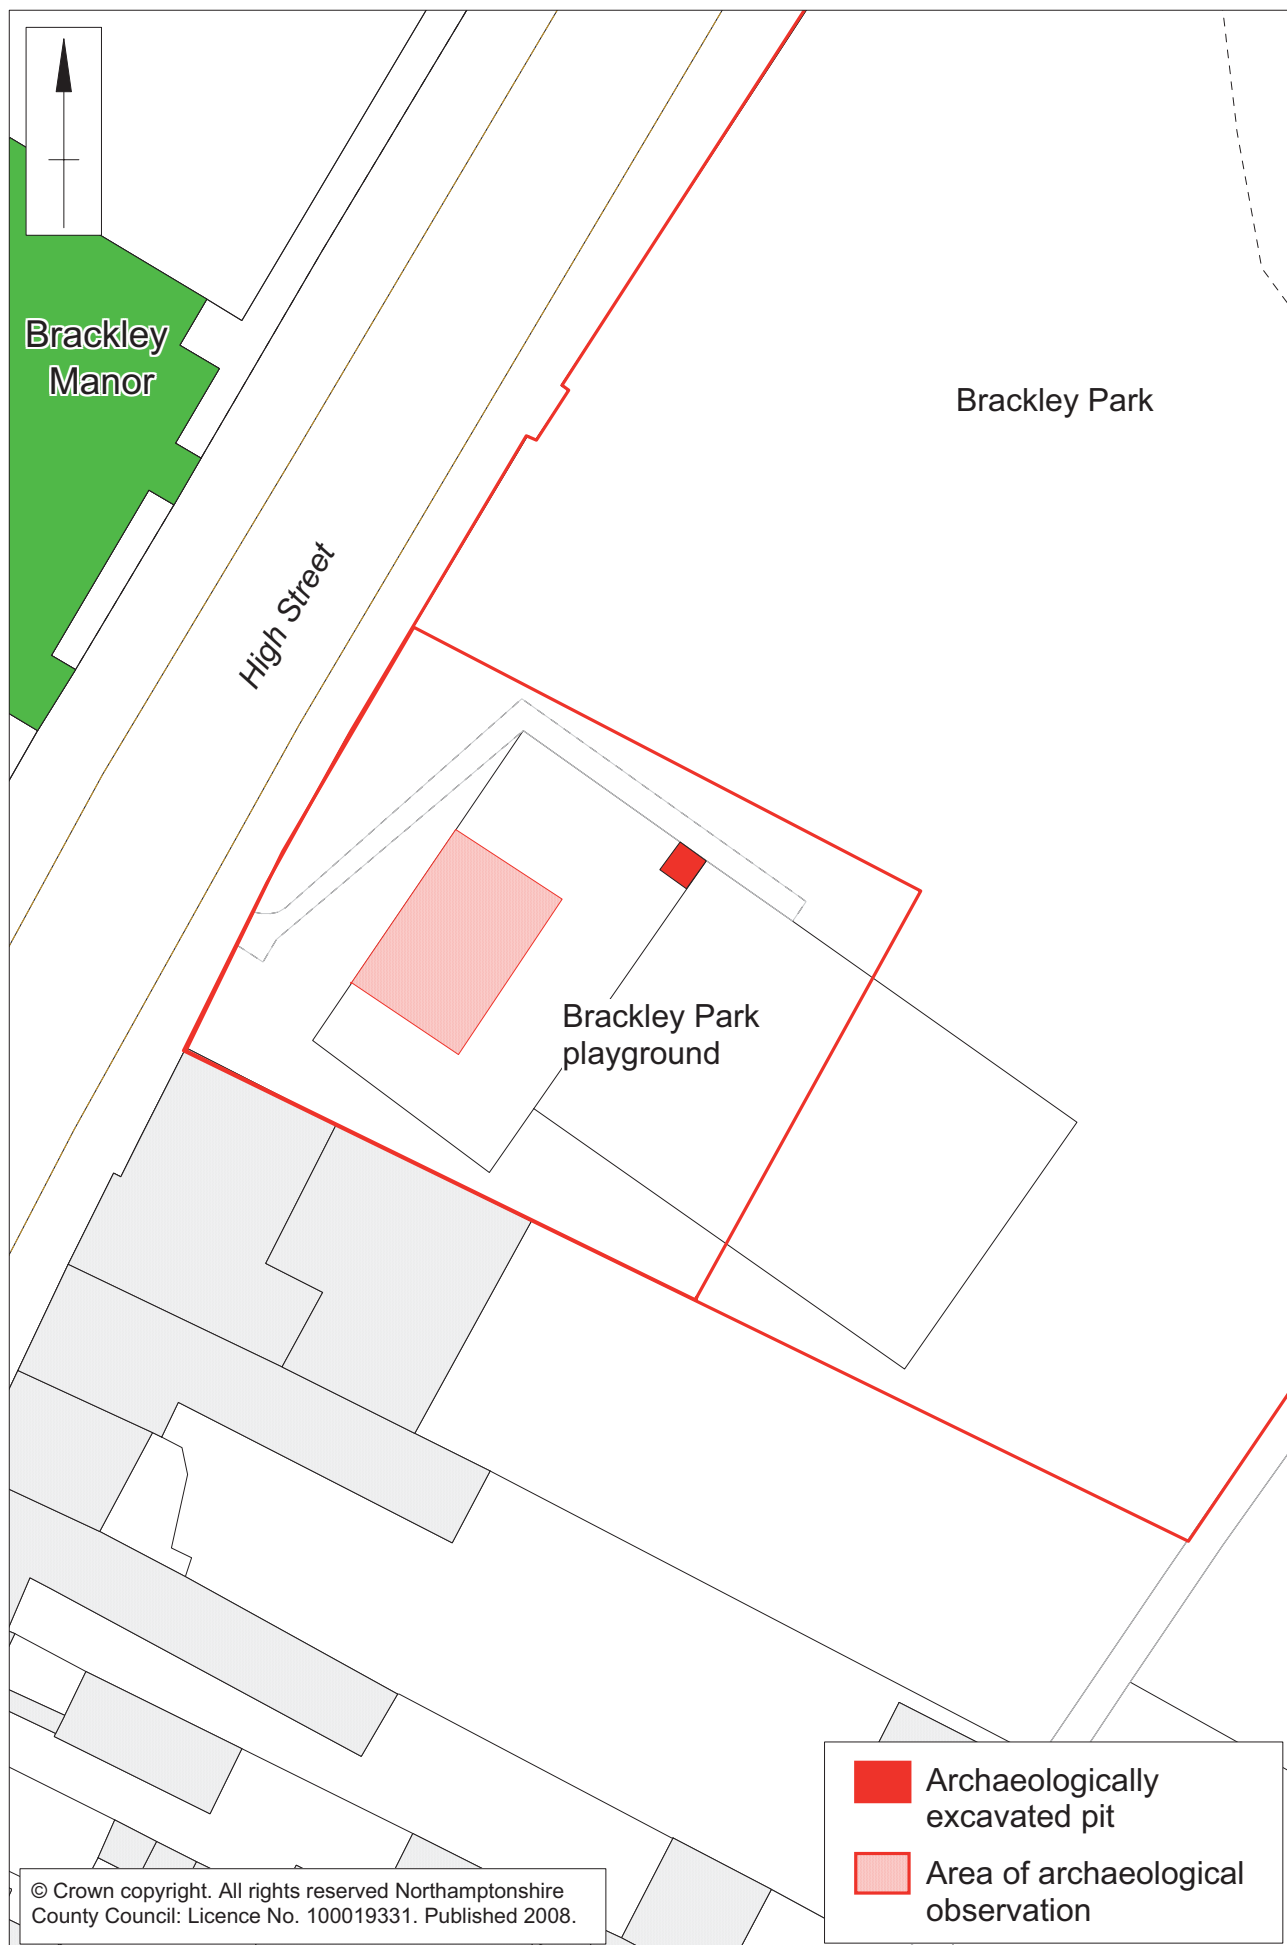 Brackley
Manor
Brackley Park
High Street
Brackley Park
playground
Archaeologically
excavated pit
Area of archaeological
observation
© Crown copyright. All rights reserved Northamptonshire
County Council: Licence No. 100019331. Published 2008.